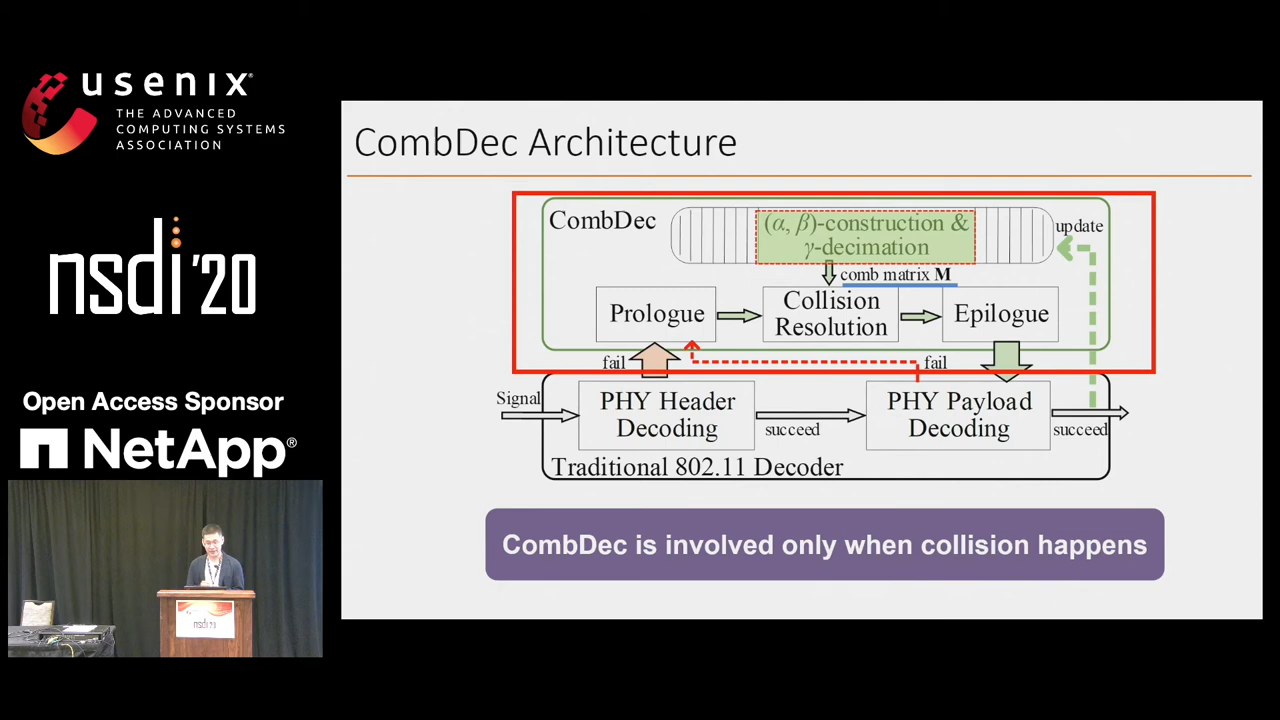 usenix®
THE ADVANCED
COMPUTING SYSTEMS
ASSOCIATION
nsdi '20
Open Access Sponsor
NetApp®
nsdi '20
CombDec Architecture
CombDec
(α, β)-construction &
γ-decimation
update
comb matrix M
Prologue
Collision
Resolution
Epilogue
fail
fail
Signal
PHY Header
Decoding
succeed
PHY Payload
Decoding
succeed
Traditional 802.11 Decoder
CombDec is involved only when collision happens